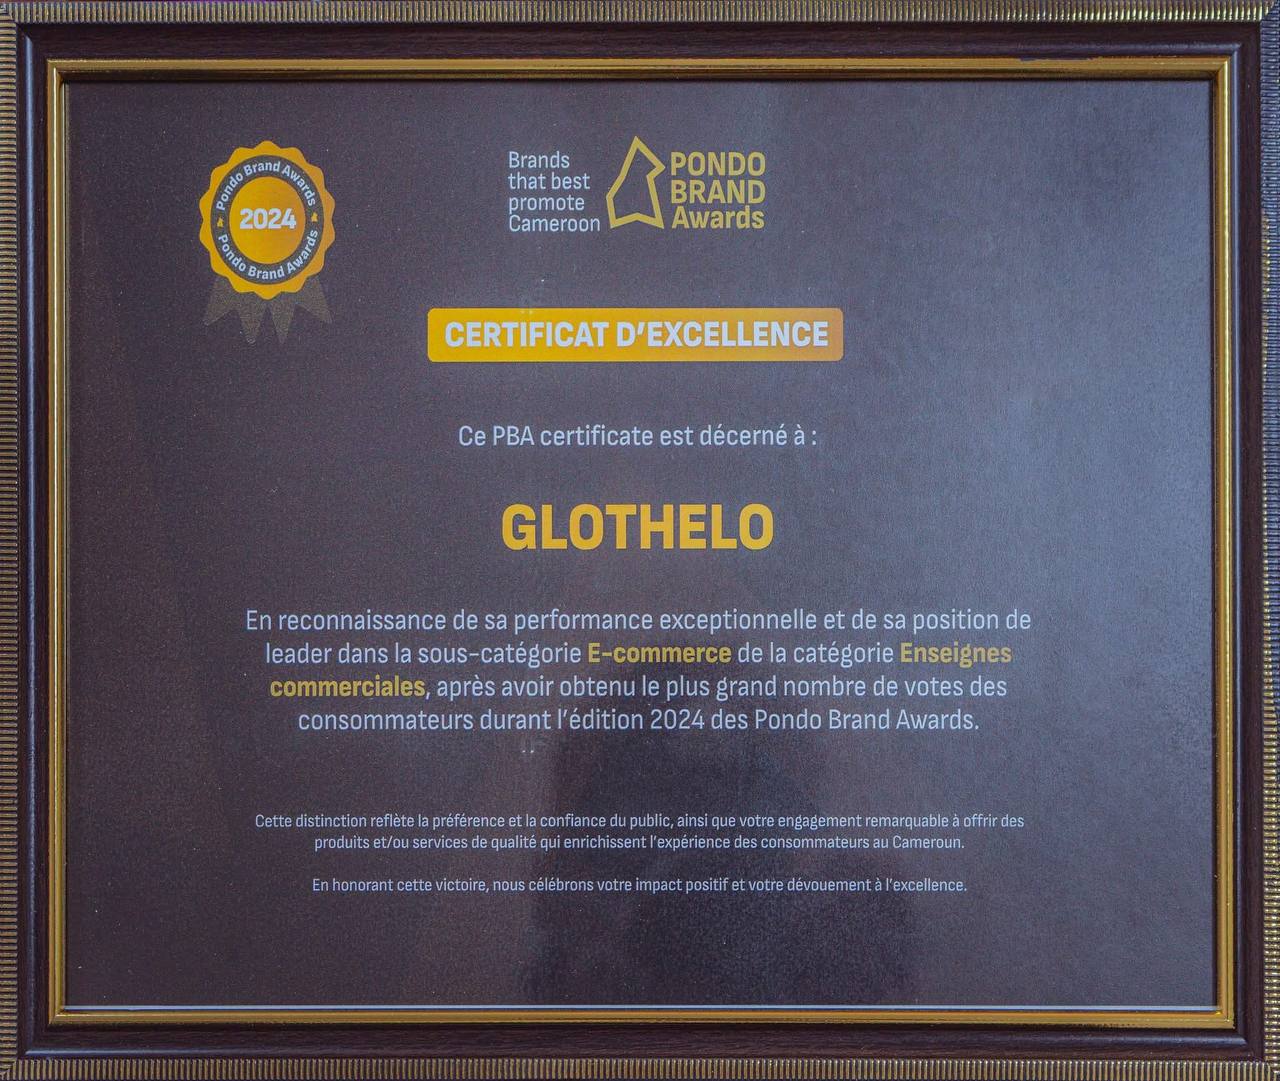 Pondo Brand Awards
2024
Pondo Brand Awards
Brands
that best
promote
Cameroon
PONDO
BRAND
Awards
CERTIFICAT D'EXCELLENCE
Ce PBA certificate est décerné à :
GLOTHELO
En reconnaissance de sa performance exceptionnelle et de sa position de
leader dans la sous-catégorie E-commerce de la catégorie Enseignes
commerciales, après avoir obtenu le plus grand nombre de votes des
consommateurs durant l'édition 2024 des Pondo Brand Awards.
Cette distinction reflète la préférence et la confiance du public, ainsi que votre engagement remarquable à offrir des
produits et/ou services de qualité qui enrichissent l'expérience des consommateurs au Cameroun.
En honorant cette victoire, nous célébrons votre impact positif et votre dévouement à l'excellence.